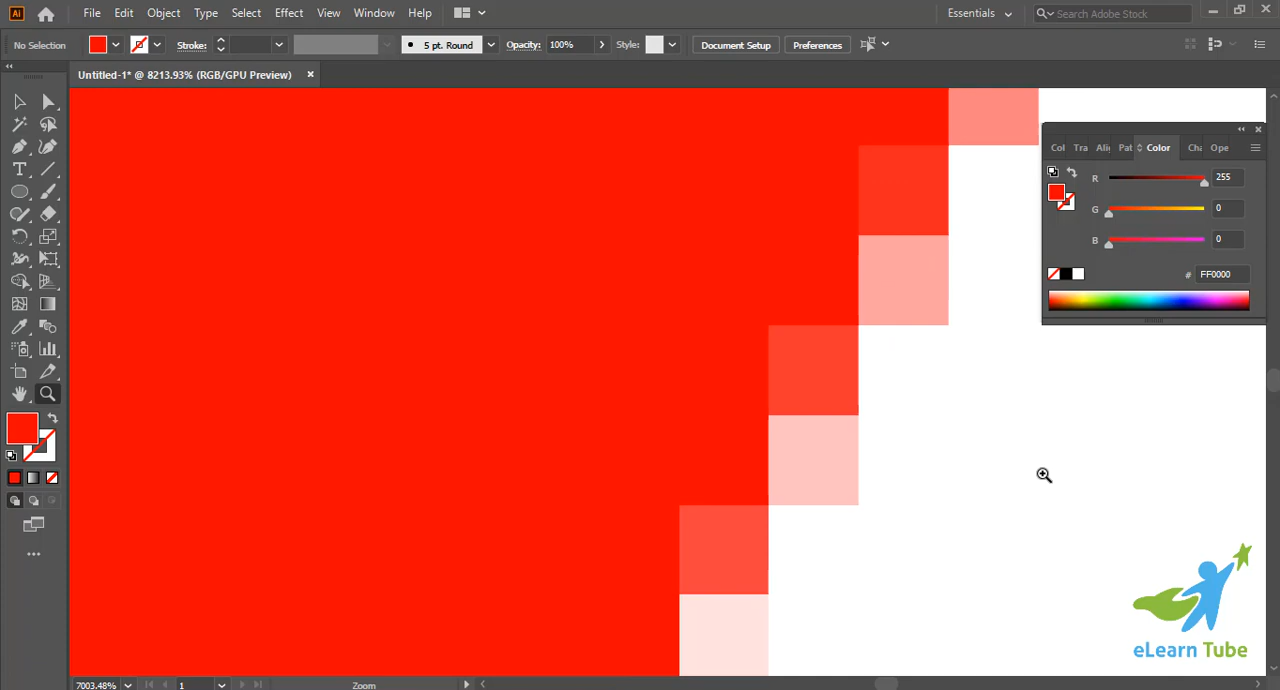 Ai File Edit Object Type Select Effect View Window Help Essentials Search Adobe Stock
No Selection Stroke: 5 pt. Round Opacity: 100% Style: Document Setup Preferences
Untitled-1* @ 8213.93% (RGB/GPU Preview)
Col Tra Ali Pat Color Cha Ope
R 255
G 0
B 0
# FF0000
eLearn Tube
7003.48% 1 Zoom